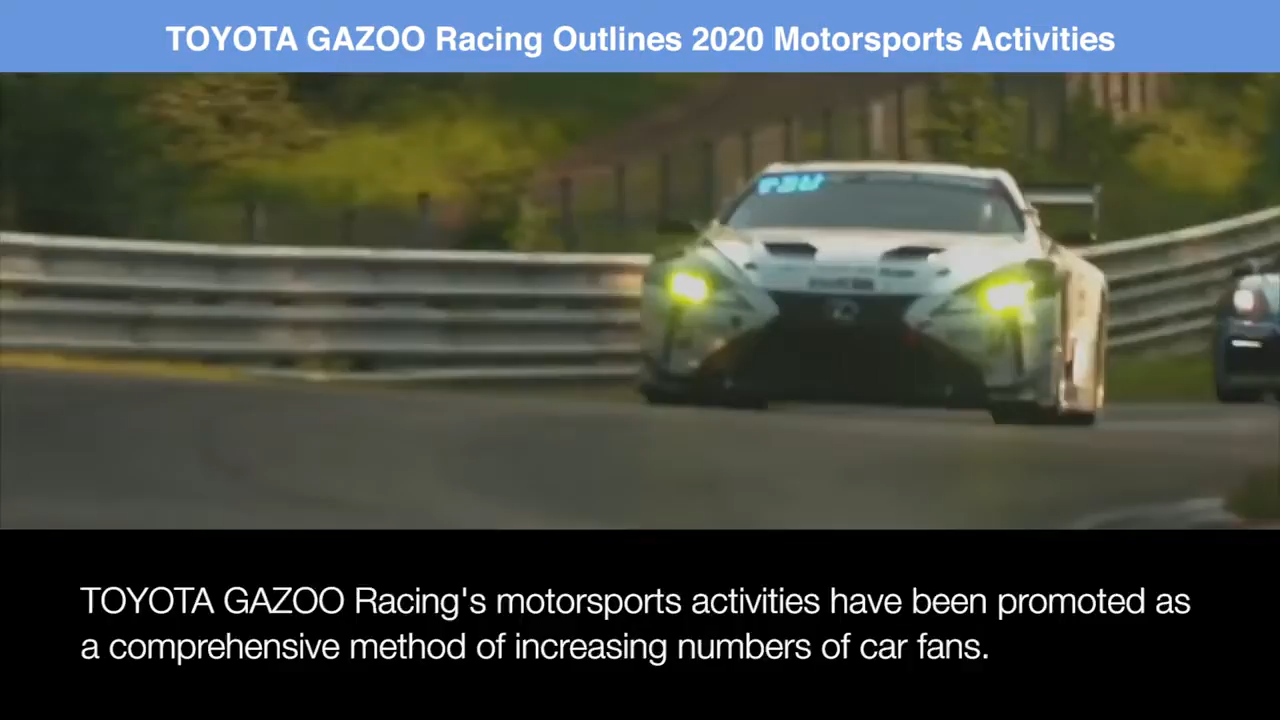 TOYOTA GAZOO Racing Outlines 2020 Motorsports Activities
TOYOTA GAZOO Racing's motorsports activities have been promoted as
a comprehensive method of increasing numbers of car fans.